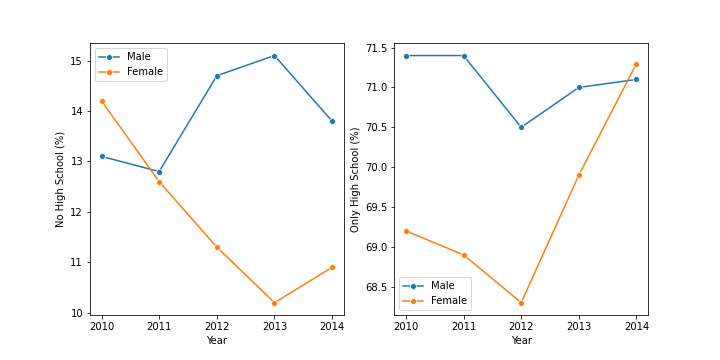 Male
Female
15
14
13
12
11
10
No High School (%)
2010 2011 2012 2013 2014
Year
71.5
71.0
70.5
70.0
69.5
69.0
68.5
Only High School (%)
Male
Female
2010 2011 2012 2013 2014
Year